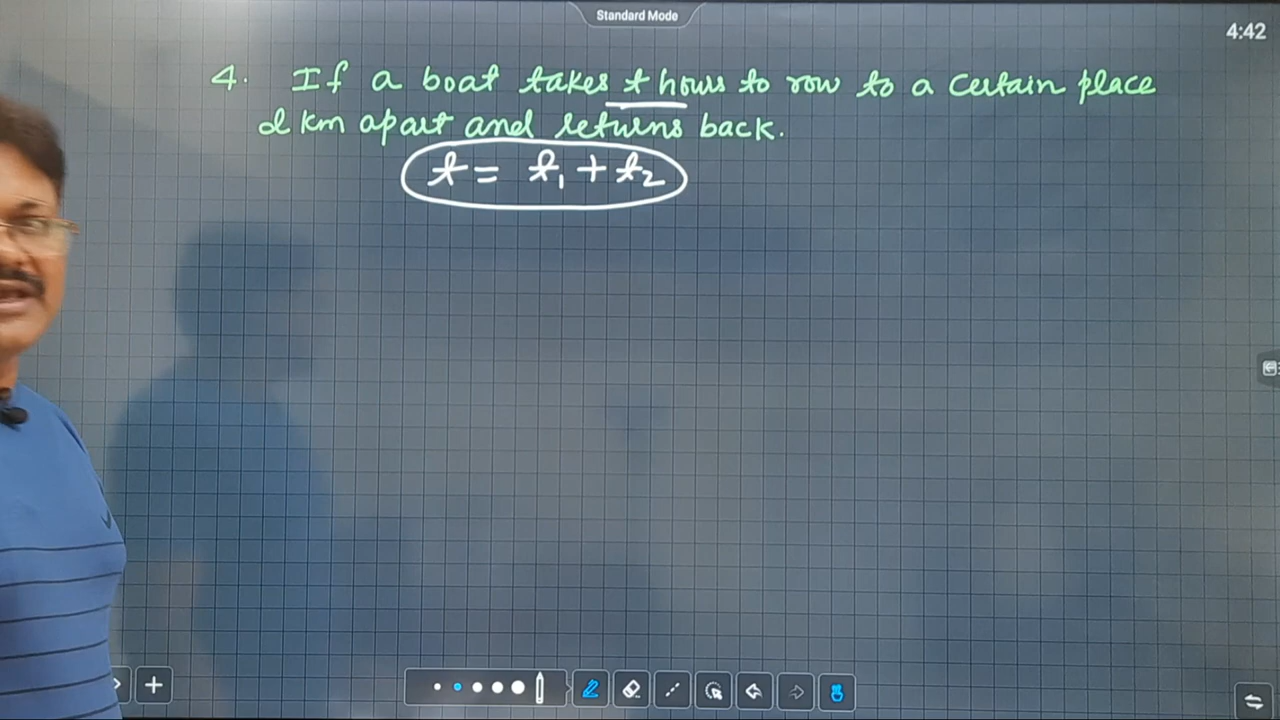 Standard Mode
4:42
4. If a boat takes t hours to row to a certain place
d km apart and returns back.
t = t₁ + t₂